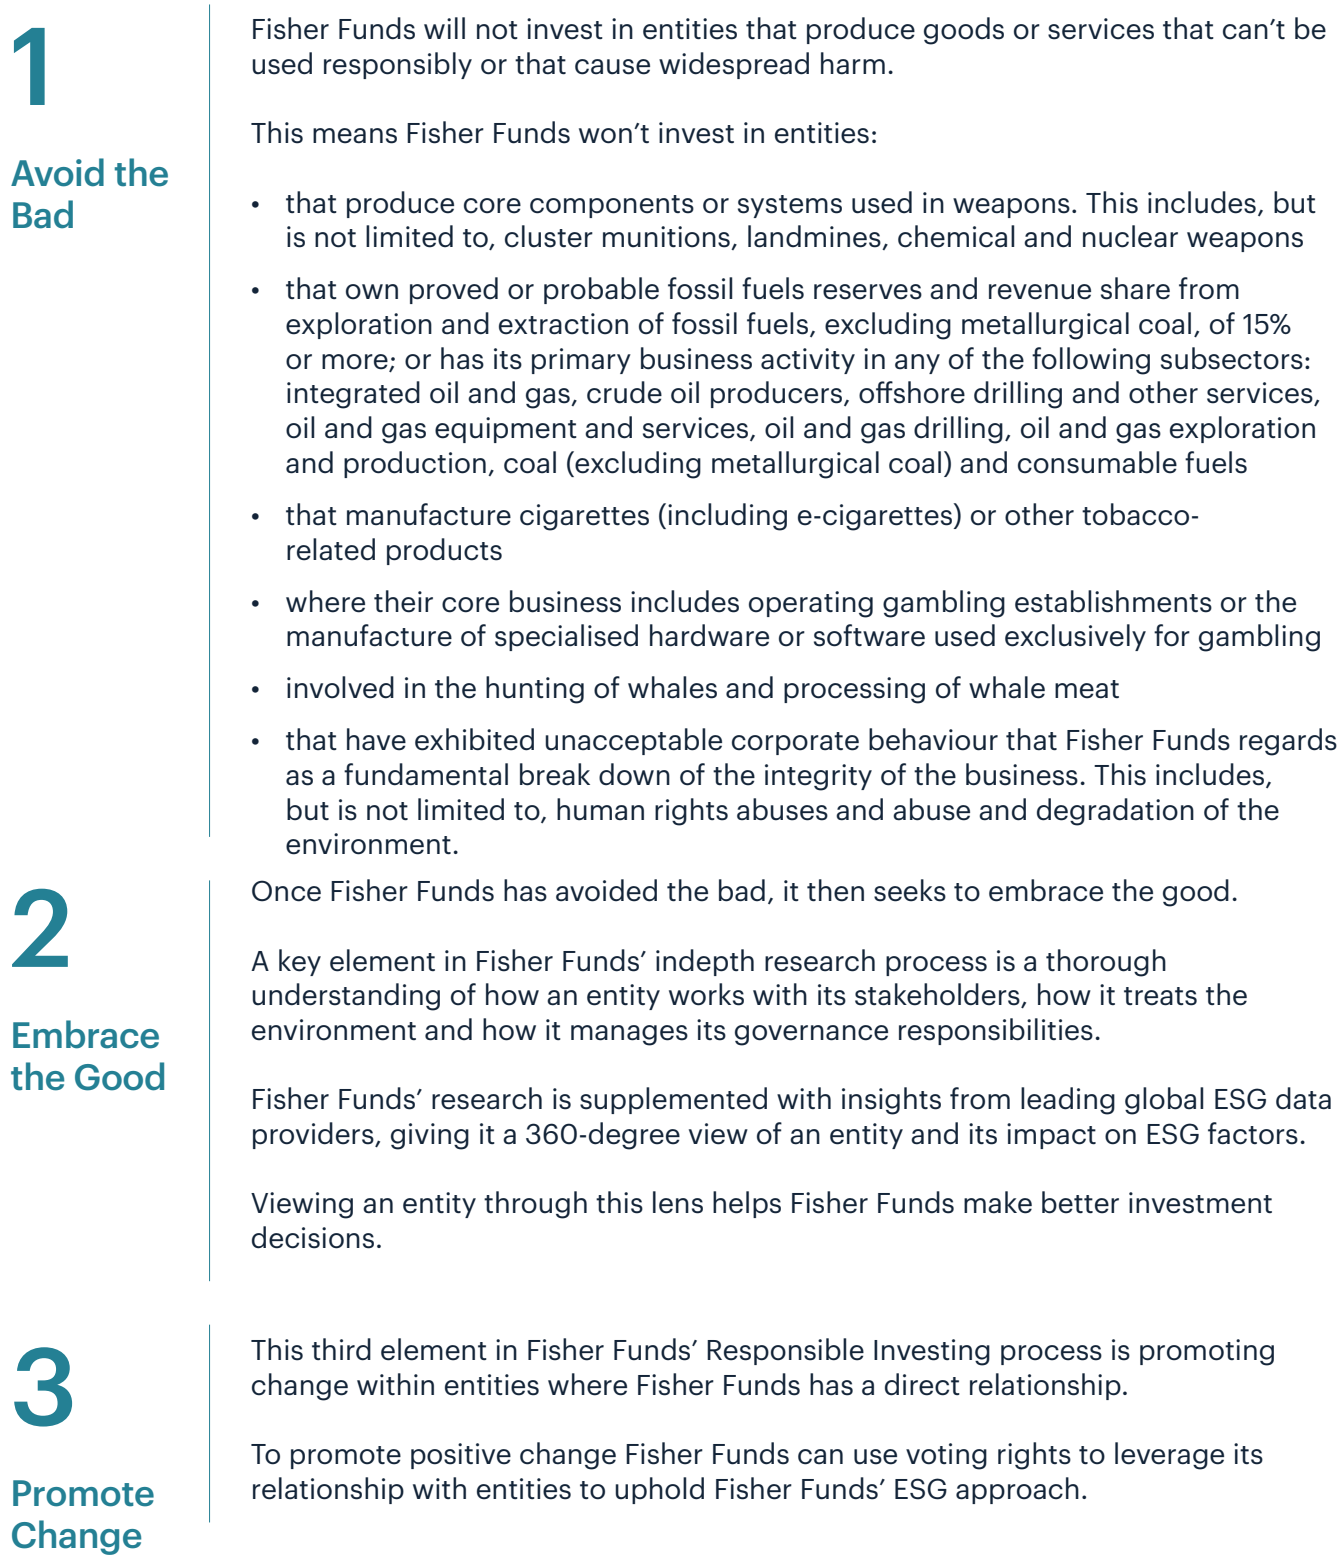 1
Avoid the
Bad
Fisher Funds will not invest in entities that produce goods or services that can’t be
used responsibly or that cause widespread harm.
This means Fisher Funds won’t invest in entities:
• that produce core components or systems used in weapons. This includes, but
is not limited to, cluster munitions, landmines, chemical and nuclear weapons
• that own proved or probable fossil fuels reserves and revenue share from
exploration and extraction of fossil fuels, excluding metallurgical coal, of 15%
or more; or has its primary business activity in any of the following subsectors:
integrated oil and gas, crude oil producers, offshore drilling and other services,
oil and gas equipment and services, oil and gas drilling, oil and gas exploration
and production, coal (excluding metallurgical coal) and consumable fuels
• that manufacture cigarettes (including e-cigarettes) or other tobacco-
related products
• where their core business includes operating gambling establishments or the
manufacture of specialised hardware or software used exclusively for gambling
• involved in the hunting of whales and processing of whale meat
• that have exhibited unacceptable corporate behaviour that Fisher Funds regards
as a fundamental break down of the integrity of the business. This includes,
but is not limited to, human rights abuses and abuse and degradation of the
environment.
2
Embrace
the Good
Once Fisher Funds has avoided the bad, it then seeks to embrace the good.
A key element in Fisher Funds’ indepth research process is a thorough
understanding of how an entity works with its stakeholders, how it treats the
environment and how it manages its governance responsibilities.
Fisher Funds’ research is supplemented with insights from leading global ESG data
providers, giving it a 360-degree view of an entity and its impact on ESG factors.
Viewing an entity through this lens helps Fisher Funds make better investment
decisions.
3
Promote
Change
This third element in Fisher Funds’ Responsible Investing process is promoting
change within entities where Fisher Funds has a direct relationship.
To promote positive change Fisher Funds can use voting rights to leverage its
relationship with entities to uphold Fisher Funds’ ESG approach.